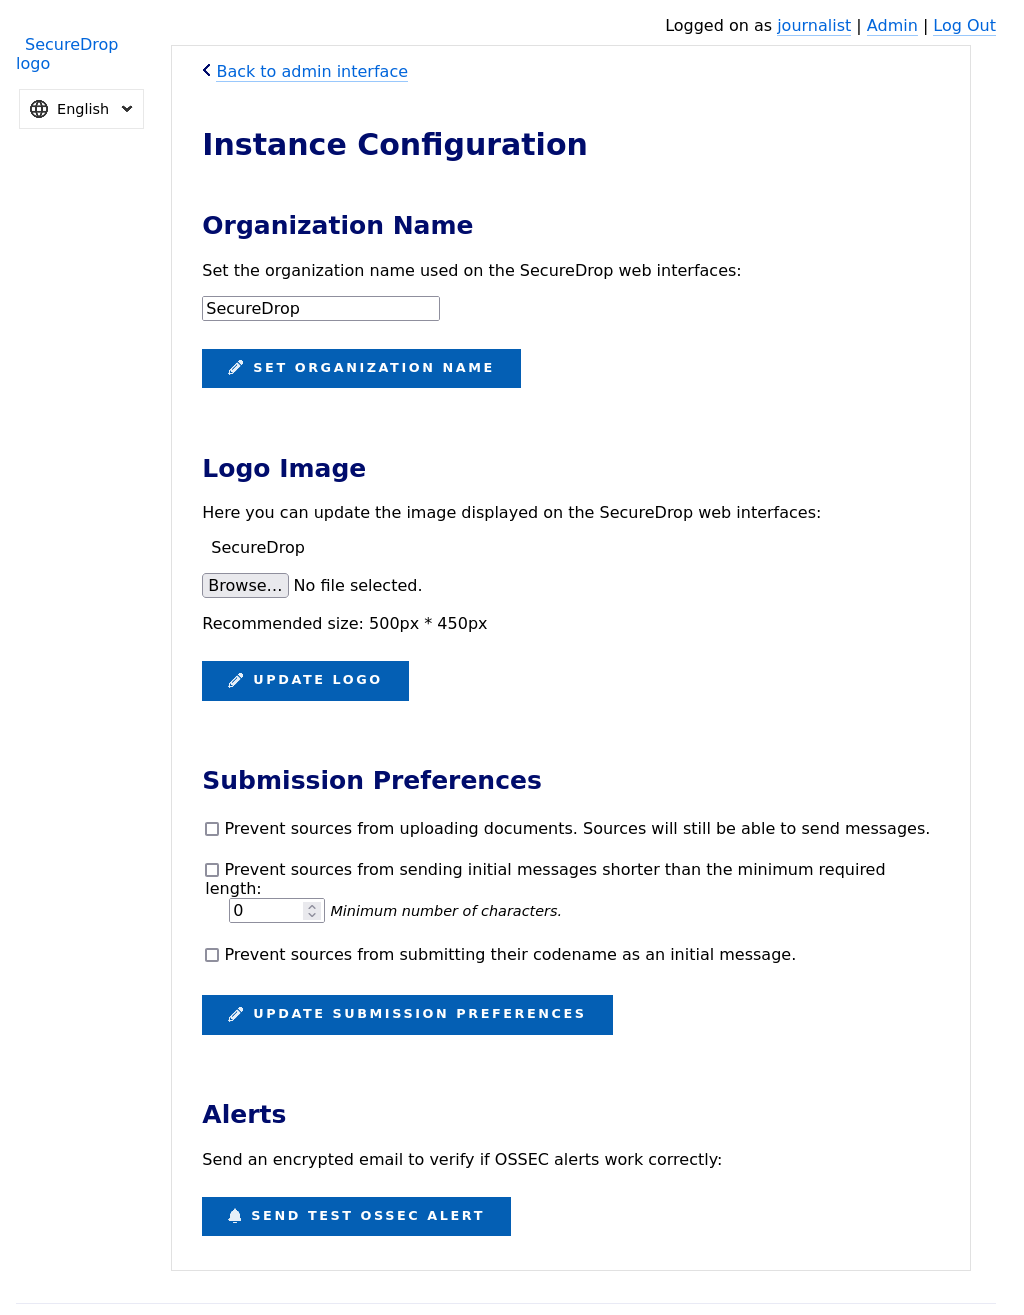 Logged on as journalist | Admin | Log Out
SecureDrop
logo
English
Back to admin interface
Instance Configuration
Organization Name
Set the organization name used on the SecureDrop web interfaces:
SecureDrop
SET ORGANIZATION NAME
Logo Image
Here you can update the image displayed on the SecureDrop web interfaces:
SecureDrop
Browse... No file selected.
Recommended size: 500px * 450px
UPDATE LOGO
Submission Preferences
Prevent sources from uploading documents. Sources will still be able to send messages.
Prevent sources from sending initial messages shorter than the minimum required
length:
0 Minimum number of characters.
Prevent sources from submitting their codename as an initial message.
UPDATE SUBMISSION PREFERENCES
Alerts
Send an encrypted email to verify if OSSEC alerts work correctly:
SEND TEST OSSEC ALERT